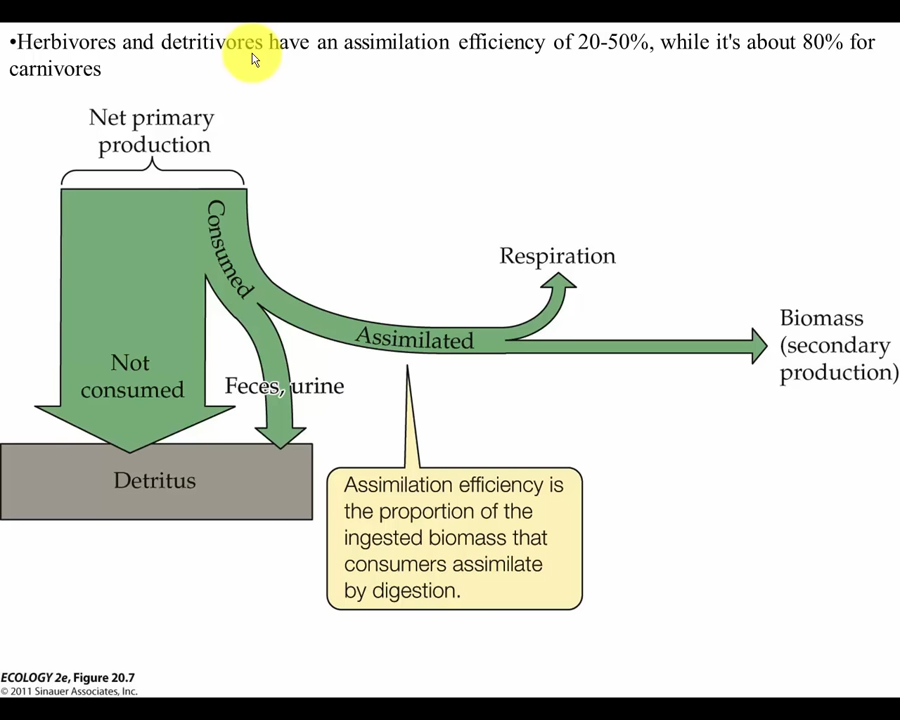 •Herbivores and detritivores have an assimilation efficiency of 20-50%, while it's about 80% for
carnivores
Net primary
production
Consumed
Respiration
Assimilated
Biomass
(secondary
production)
Not
consumed
Feces, urine
Detritus
Assimilation efficiency is
the proportion of the
ingested biomass that
consumers assimilate
by digestion.
ECOLOGY 2e, Figure 20.7
© 2011 Sinauer Associates, Inc.